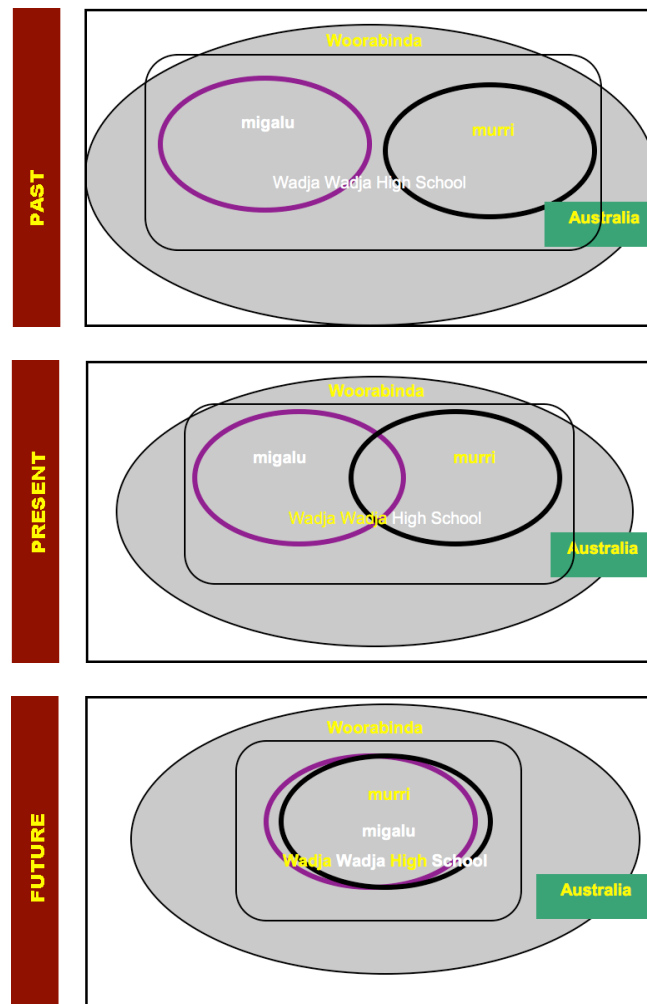 PAST
Woorabinda
migalu
murri
Wadja Wadja High School
Australia
PRESENT
Woorabinda
migalu
murri
Wadja Wadja High School
Australia
FUTURE
Woorabinda
murri
migalu
Wadja Wadja High School
Australia